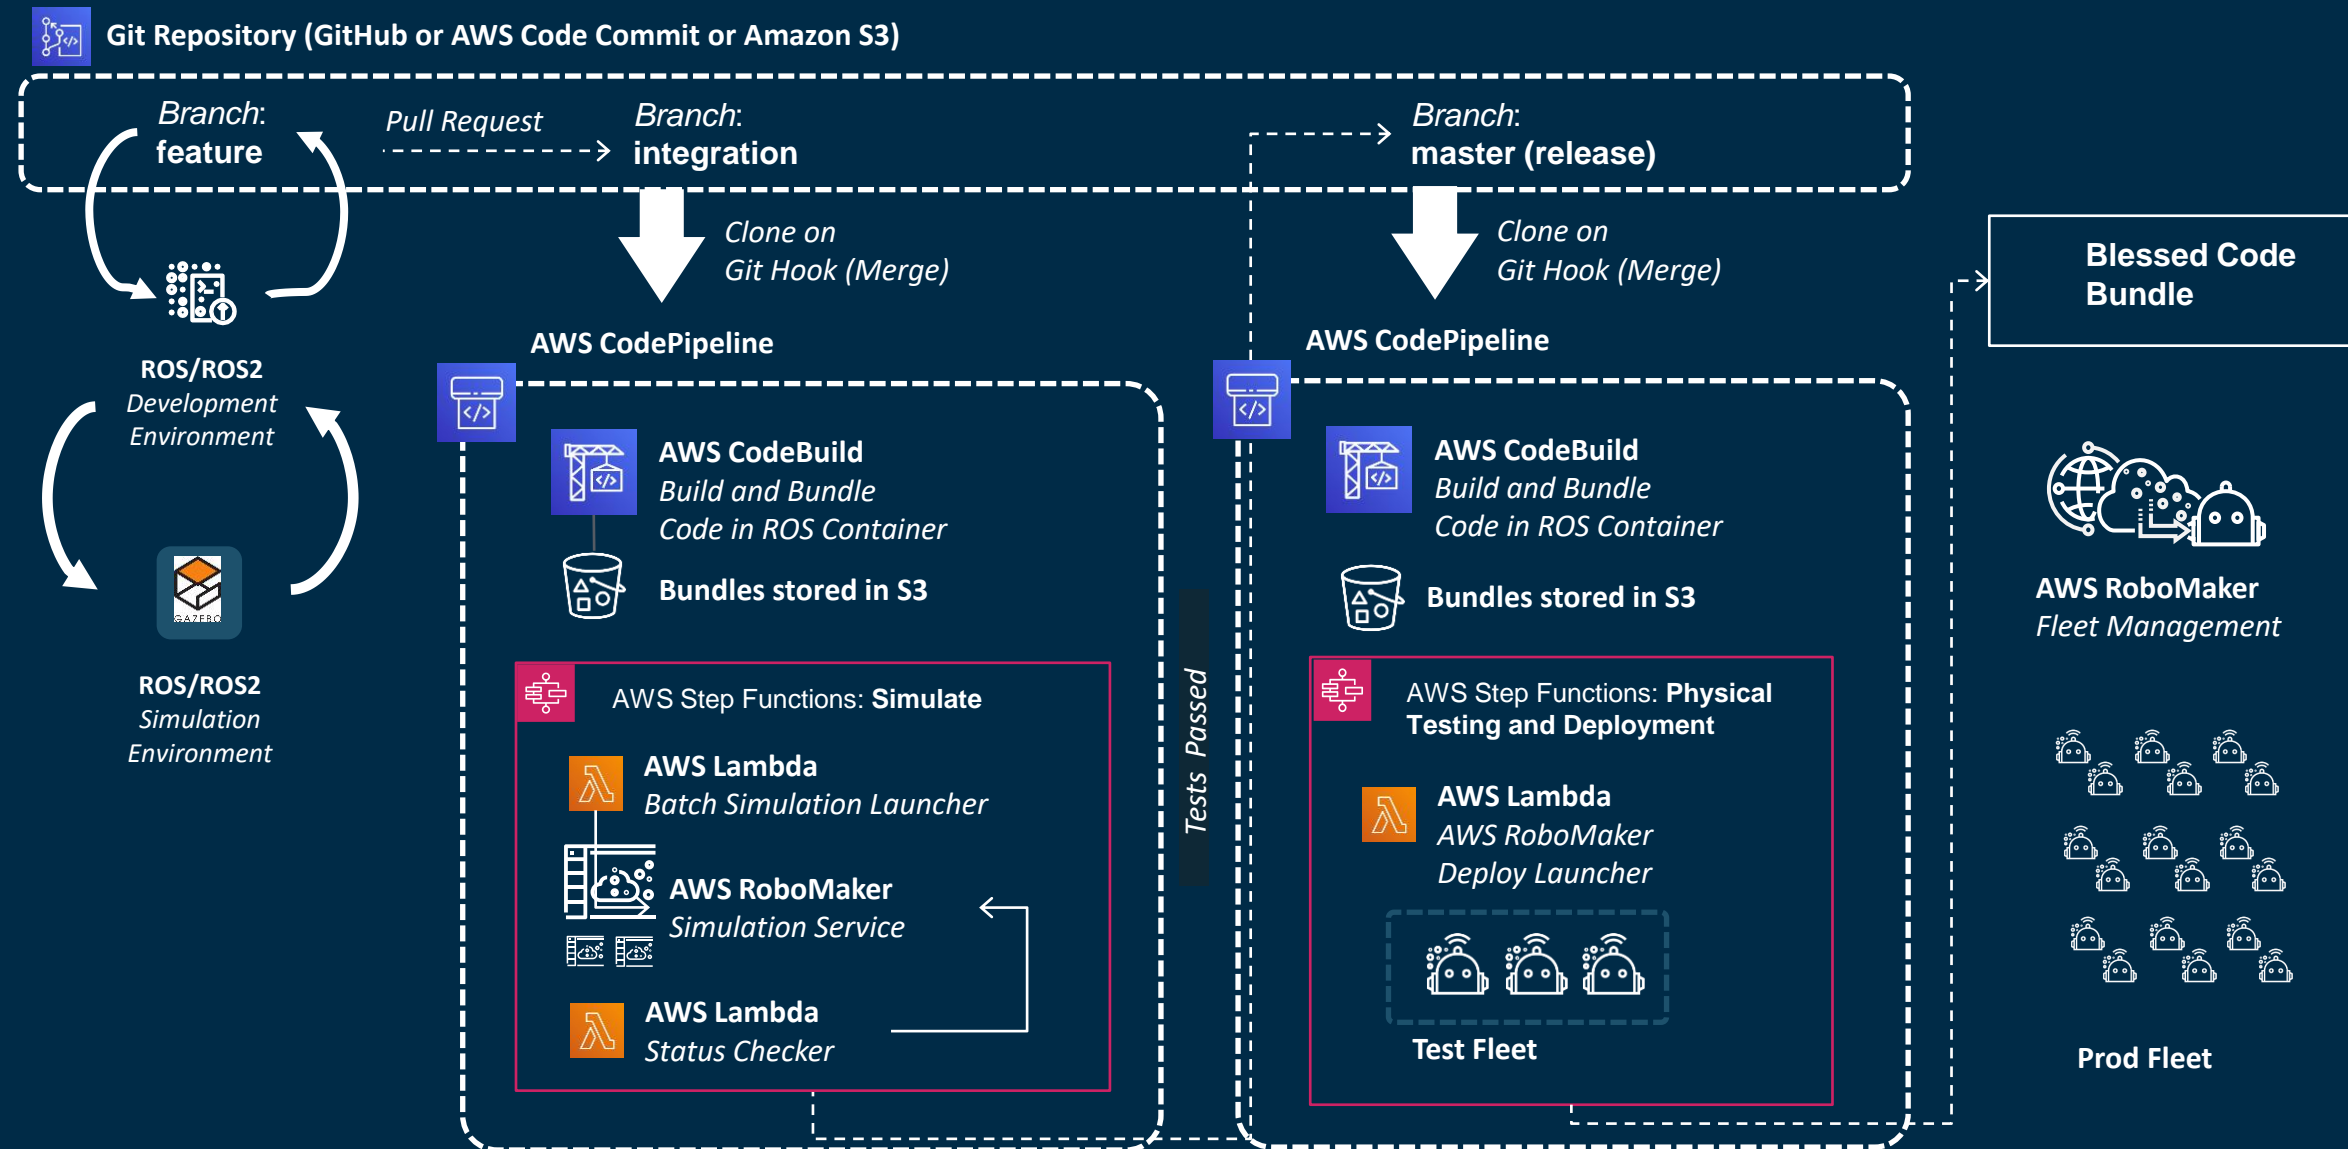 Git Repository (GitHub or AWS Code Commit or Amazon S3)
Branch:
feature
Pull Request
Branch:
integration
Branch:
master (release)
Clone on
Git Hook (Merge)
Clone on
Git Hook (Merge)
Blessed Code
Bundle
ROS/ROS2
Development
Environment
GAZEBO
ROS/ROS2
Simulation
Environment
AWS CodePipeline
AWS CodeBuild
Build and Bundle
Code in ROS Container
Bundles stored in S3
AWS Step Functions: Simulate
AWS Lambda
Batch Simulation Launcher
AWS RoboMaker
Simulation Service
AWS Lambda
Status Checker
Tests Passed
AWS CodePipeline
AWS CodeBuild
Build and Bundle
Code in ROS Container
Bundles stored in S3
AWS Step Functions: Physical
Testing and Deployment
AWS Lambda
AWS RoboMaker
Deploy Launcher
Test Fleet
AWS RoboMaker
Fleet Management
Prod Fleet